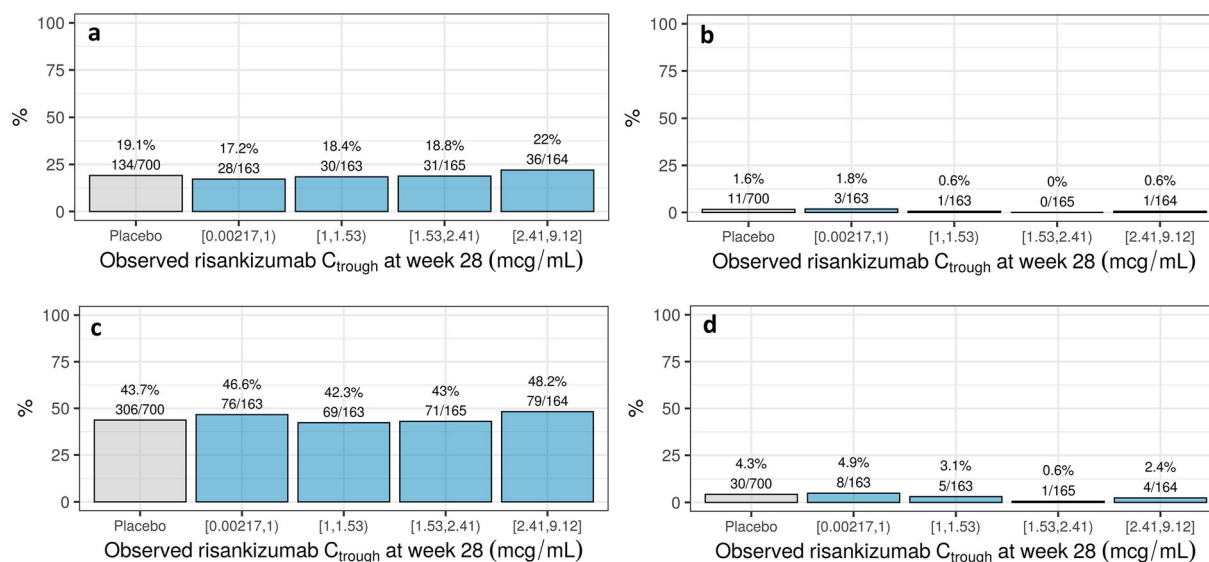 a
100
75
50
25
0
%
19.1% 17.2% 18.4% 18.8% 22%
134/700 28/163 30/163 31/165 36/164
Placebo [0.00217,1) [1,1.53) [1.53,2.41) [2.41,9.12]
Observed risankizumab Ctrough at week 28 (mcg/mL)
b
100
75
50
25
0
%
1.6% 1.8% 0.6% 0% 0.6%
11/700 3/163 1/163 0/165 1/164
Placebo [0.00217,1) [1,1.53) [1.53,2.41) [2.41,9.12]
Observed risankizumab Ctrough at week 28 (mcg/mL)
c
100
75
50
25
0
%
43.7% 46.6% 42.3% 43% 48.2%
306/700 76/163 69/163 71/165 79/164
Placebo [0.00217,1) [1,1.53) [1.53,2.41) [2.41,9.12]
Observed risankizumab Ctrough at week 28 (mcg/mL)
d
100
75
50
25
0
%
4.3% 4.9% 3.1% 0.6% 2.4%
30/700 8/163 5/163 1/165 4/164
Placebo [0.00217,1) [1,1.53) [1.53,2.41) [2.41,9.12]
Observed risankizumab Ctrough at week 28 (mcg/mL)